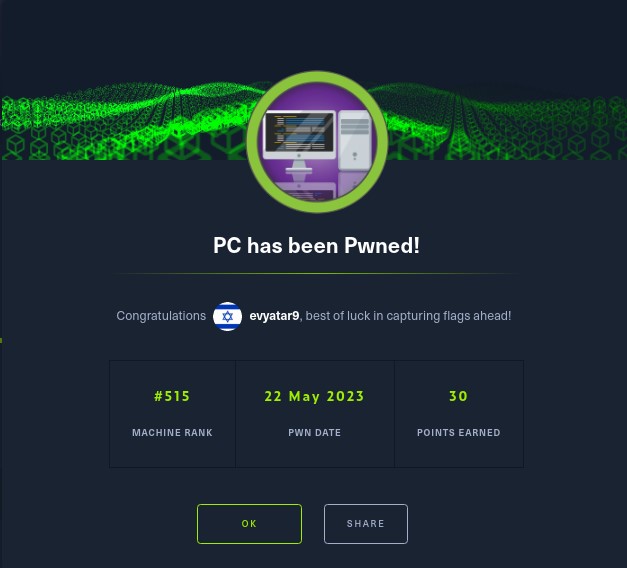 PC has been Pwned!
Congratulations evyatar9, best of luck in capturing flags ahead!
#515 22 May 2023 30
MACHINE RANK PWN DATE POINTS EARNED
OK SHARE